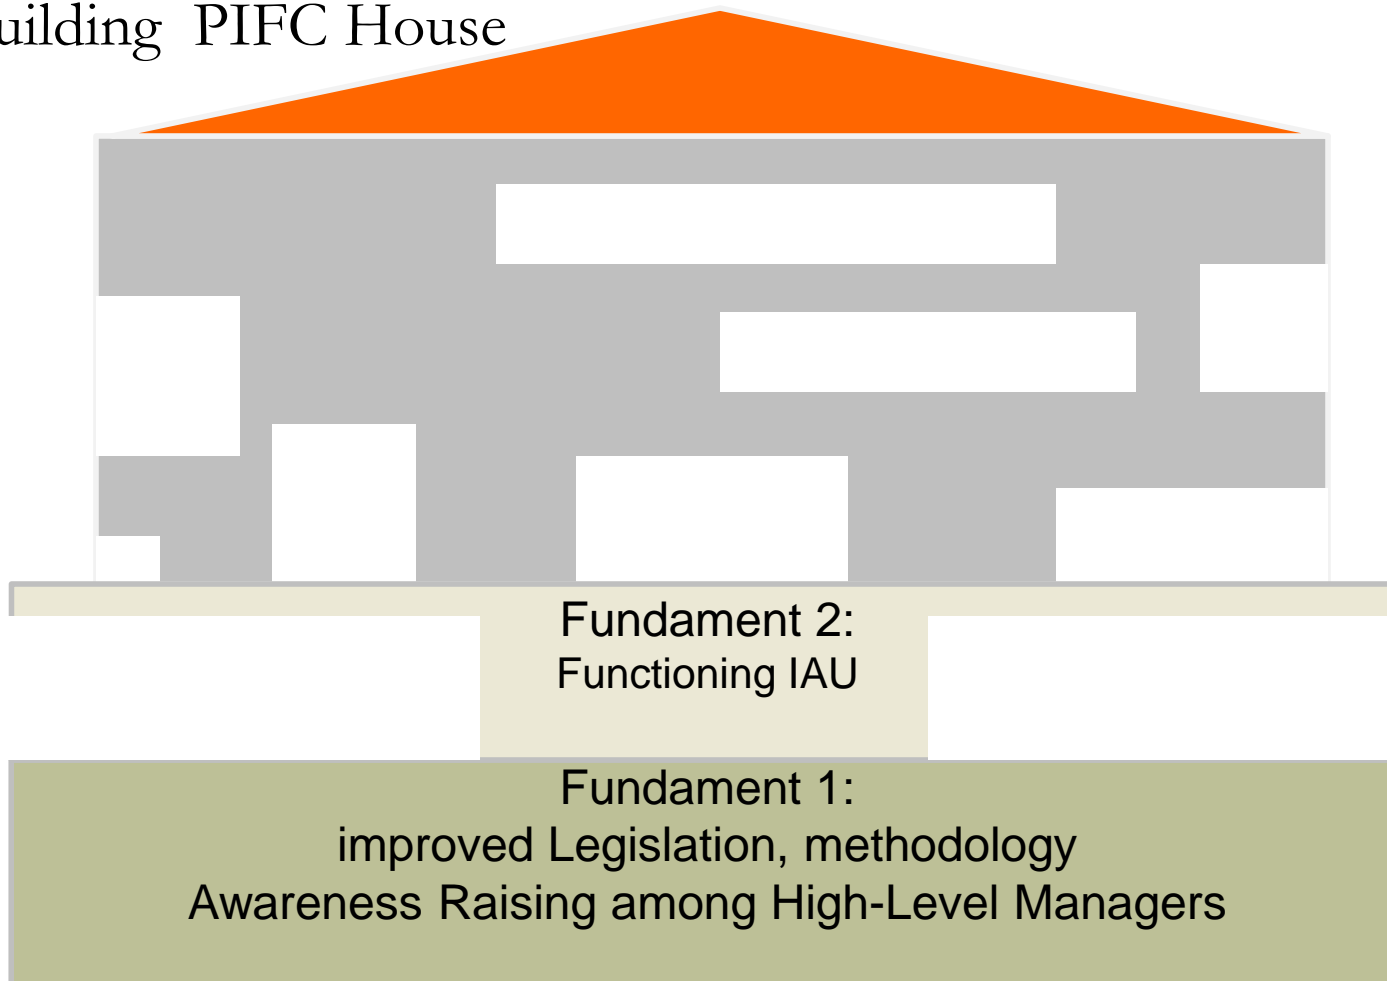 uilding PIFC House
Fundament 2:
Functioning IAU
Fundament 1:
improved Legislation, methodology
Awareness Raising among High-Level Managers